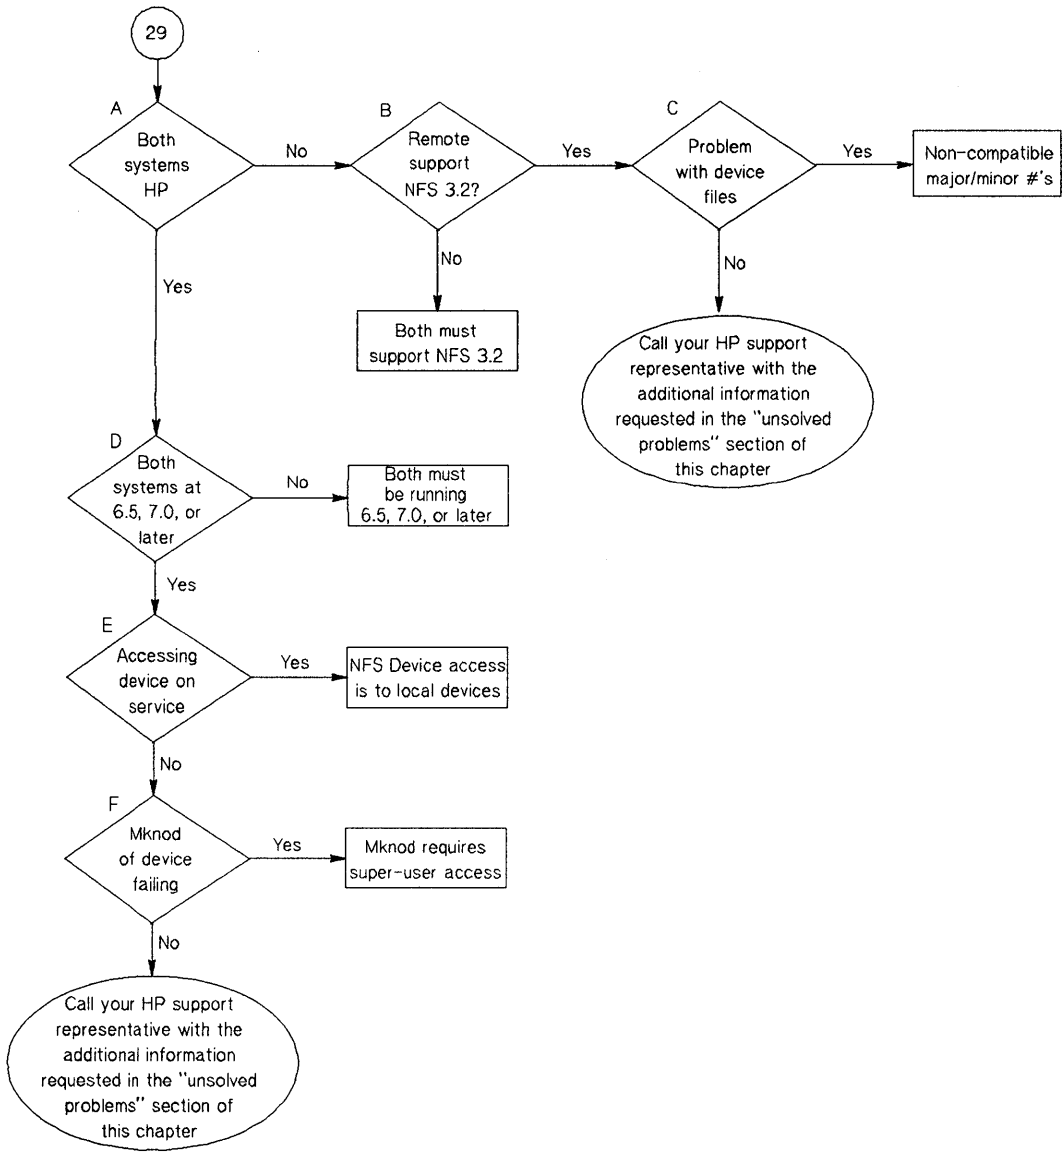 29
A
Both
systems
HP
No
B
Remote
support
NFS 3.2?
Yes
C
Problem
with device
files
Yes
Non-compatible
major/minor #'s
Yes
No
Both must
support NFS 3.2
No
Call your HP support
representative with the
additional information
requested in the "unsolved
problems" section of
this chapter
D
Both
systems at
6.5, 7.0, or
later
No
Both must
be running
6.5, 7.0, or later
Yes
E
Accessing
device on
service
Yes
NFS Device access
is to local devices
No
F
Mknod
of device
failing
Yes
Mknod requires
super-user access
No
Call your HP support
representative with the
additional information
requested in the "unsolved
problems" section of
this chapter